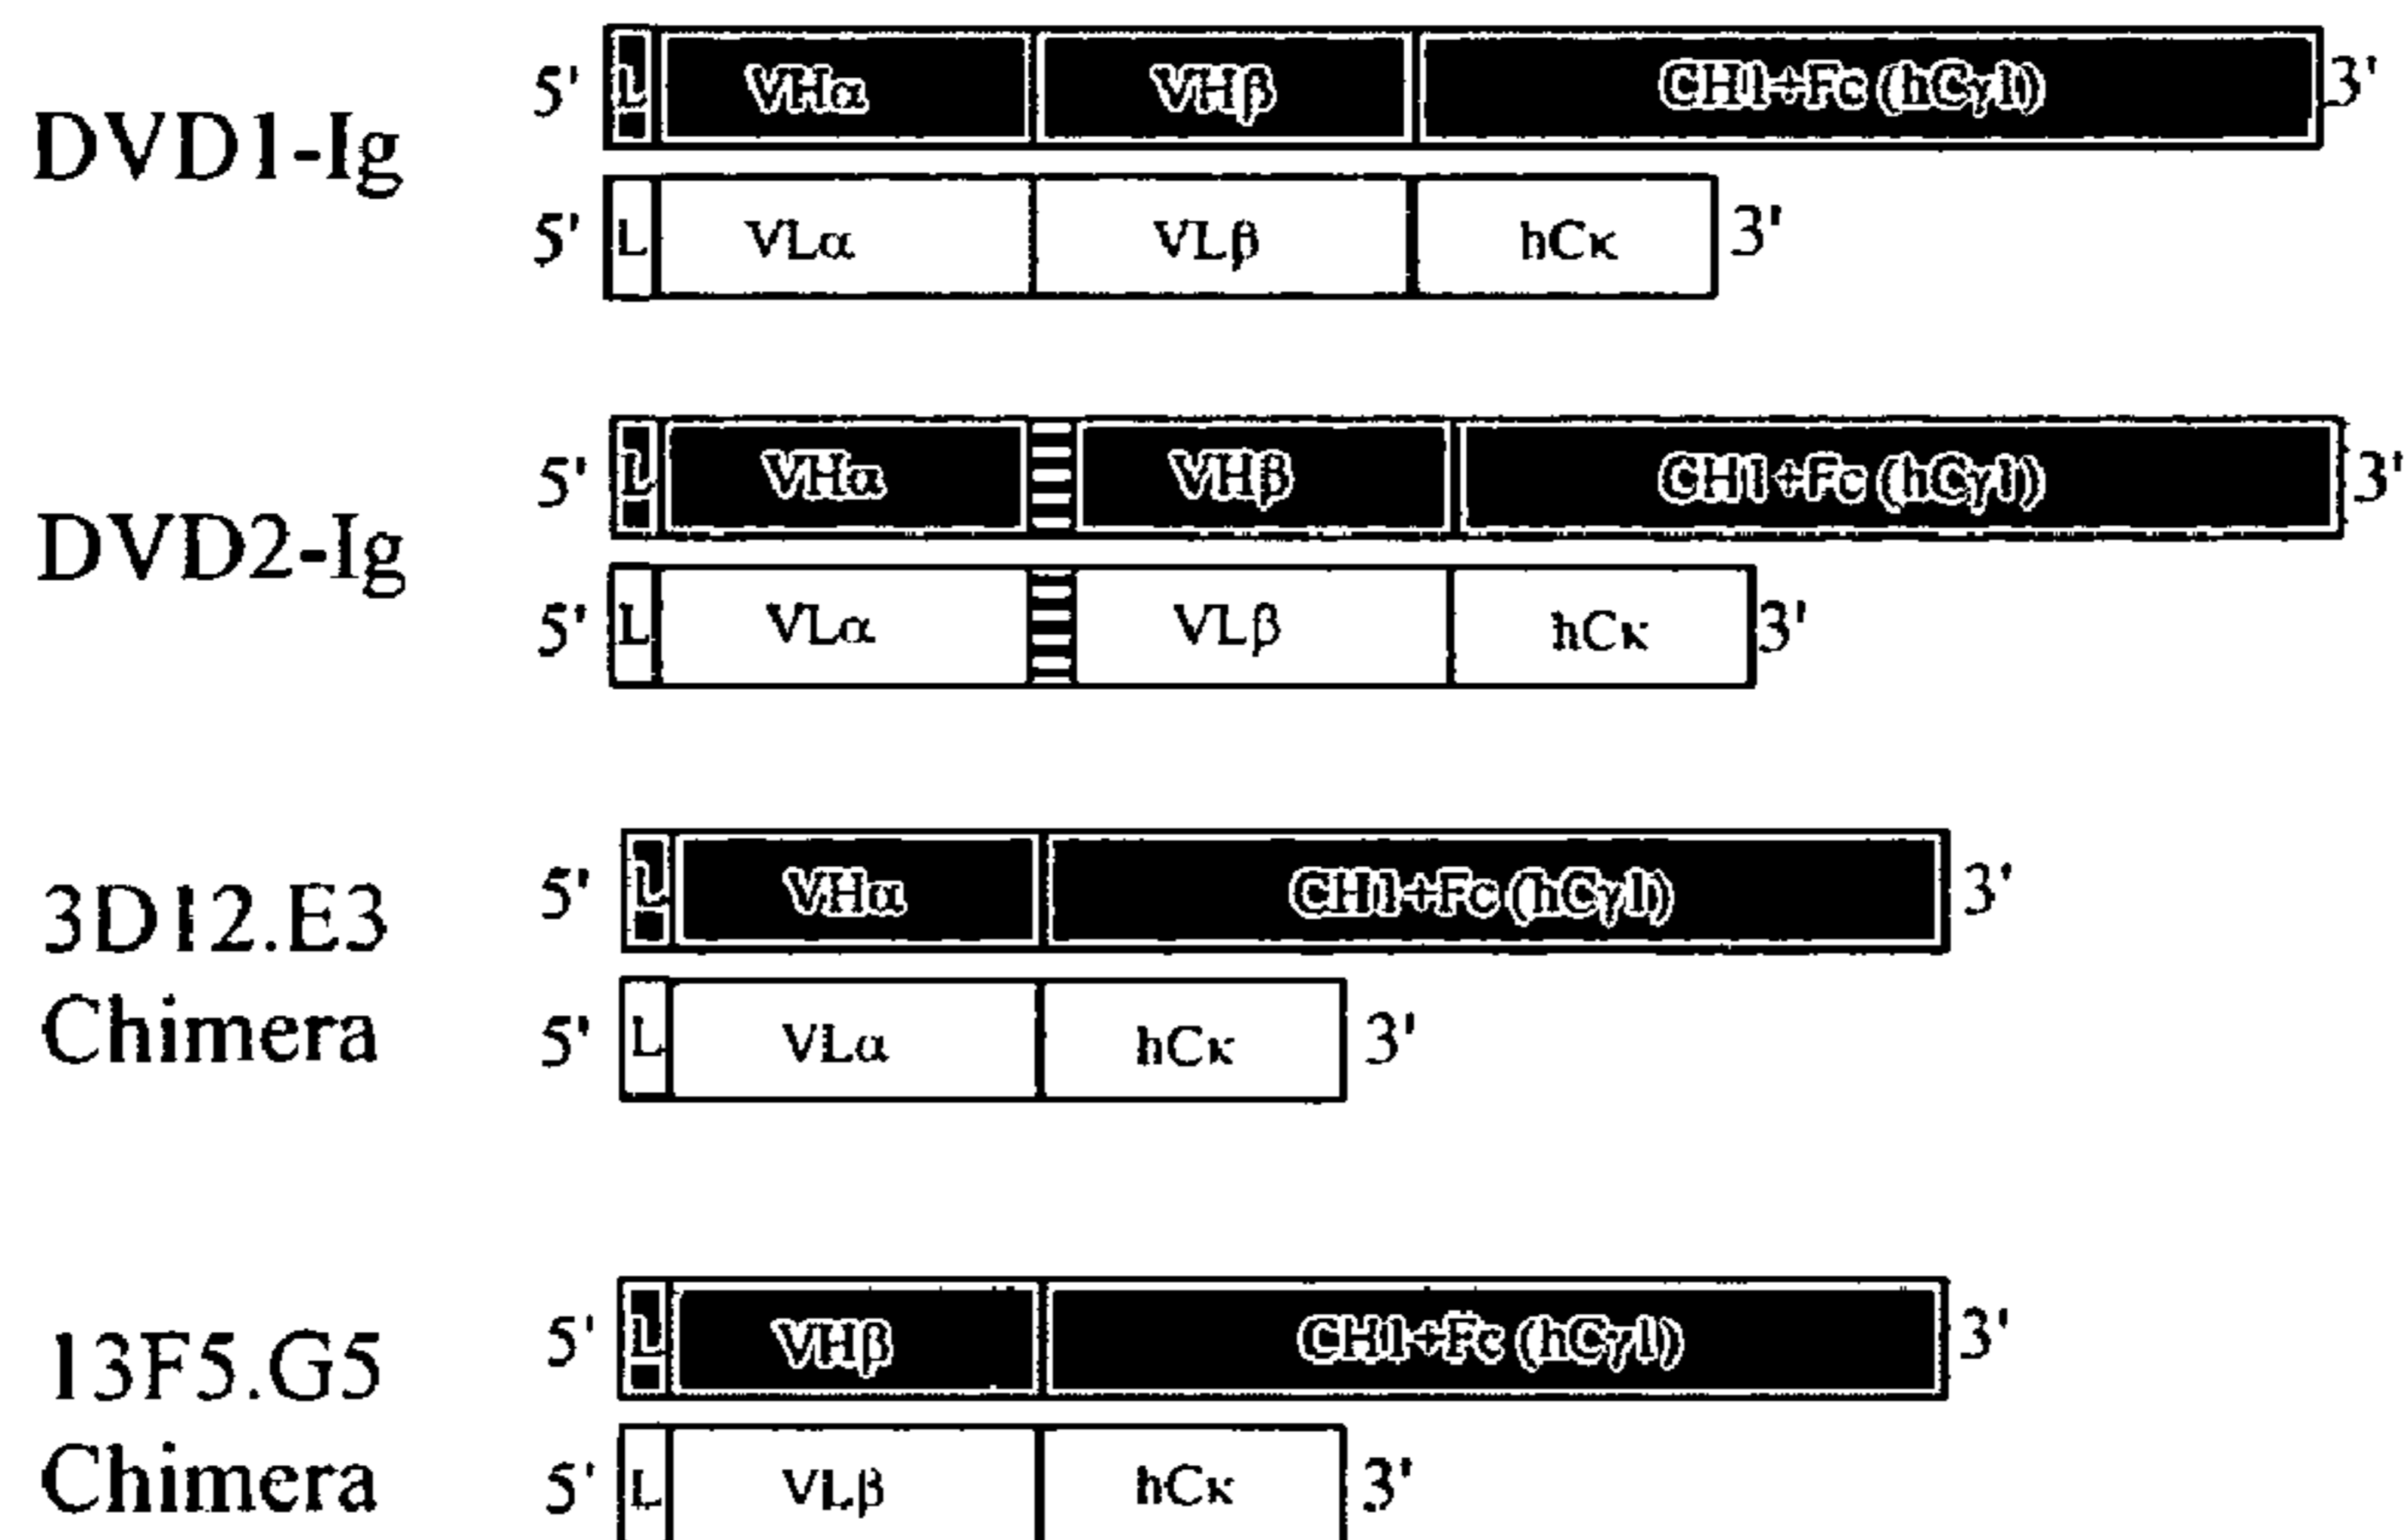 DVD1-Ig
5' L VHα VHβ CH1+Fc (hCγ1) 3'
5' L VLα VLβ hCκ 3'
DVD2-Ig
5' L VHα VHβ CH1+Fc (hCγ1) 3'
5' L VLα VLβ hCκ 3'
3D12.E3
Chimera
5' L VHα CH1+Fc (hCγ1) 3'
5' L VLα hCκ 3'
13F5.G5
Chimera
5' L VHβ CH1+Fc (hCγ1) 3'
5' L VLβ hCκ 3'